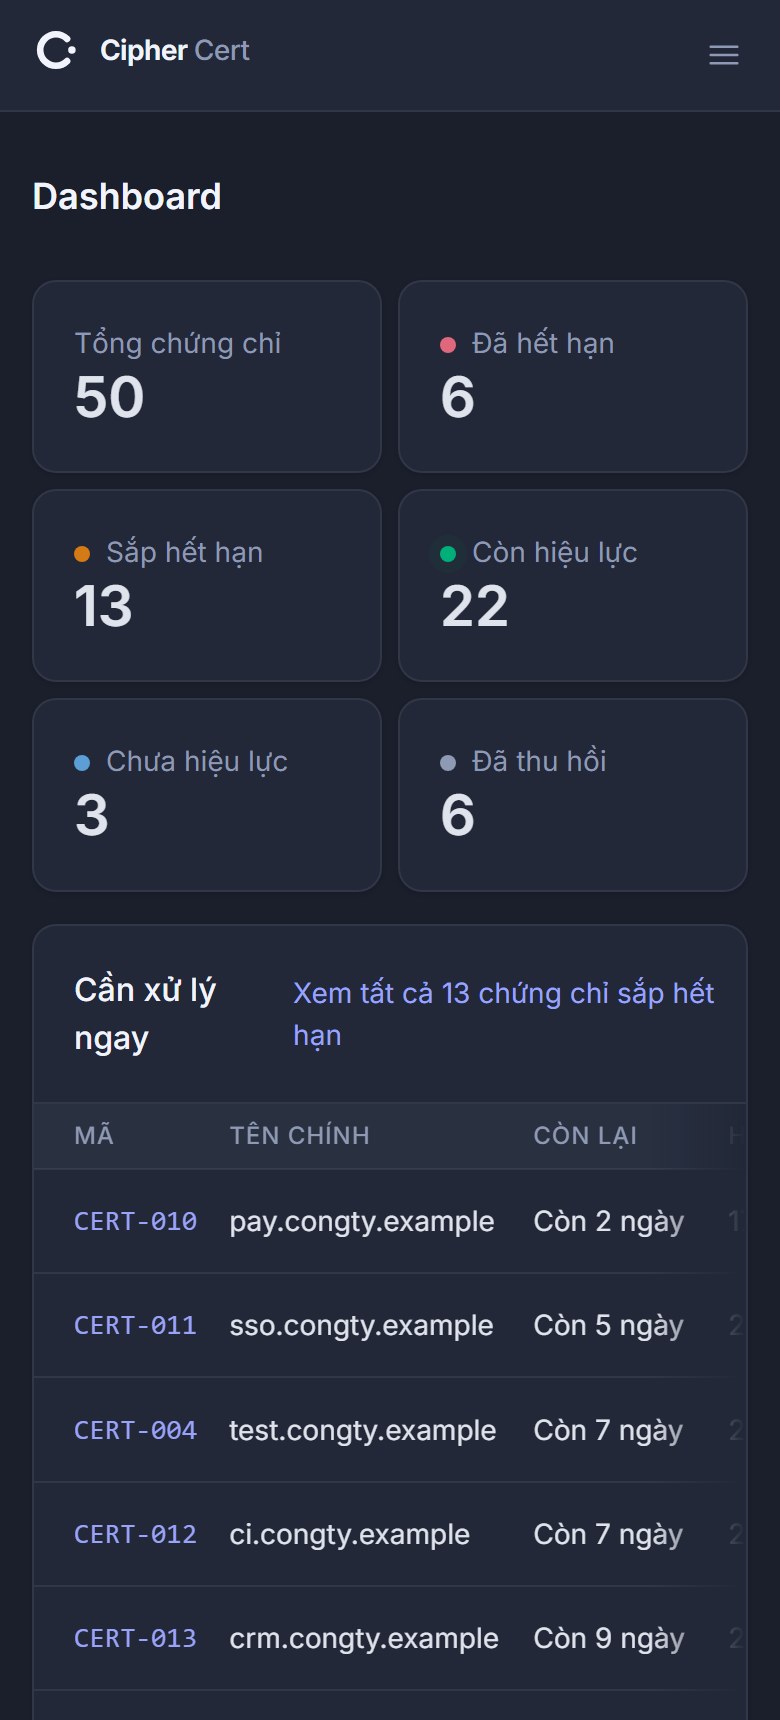 Cipher Cert
Dashboard
Tổng chứng chỉ
50
Đã hết hạn
6
Sắp hết hạn
13
Còn hiệu lực
22
Chưa hiệu lực
3
Đã thu hồi
6
Cần xử lý
ngay
Xem tất cả 13 chứng chỉ sắp hết
hạn
MÃ TÊN CHÍNH CÒN LẠI
CERT-010 pay.congty.example Còn 2 ngày
CERT-011 sso.congty.example Còn 5 ngày
CERT-004 test.congty.example Còn 7 ngày
CERT-012 ci.congty.example Còn 7 ngày
CERT-013 crm.congty.example Còn 9 ngày